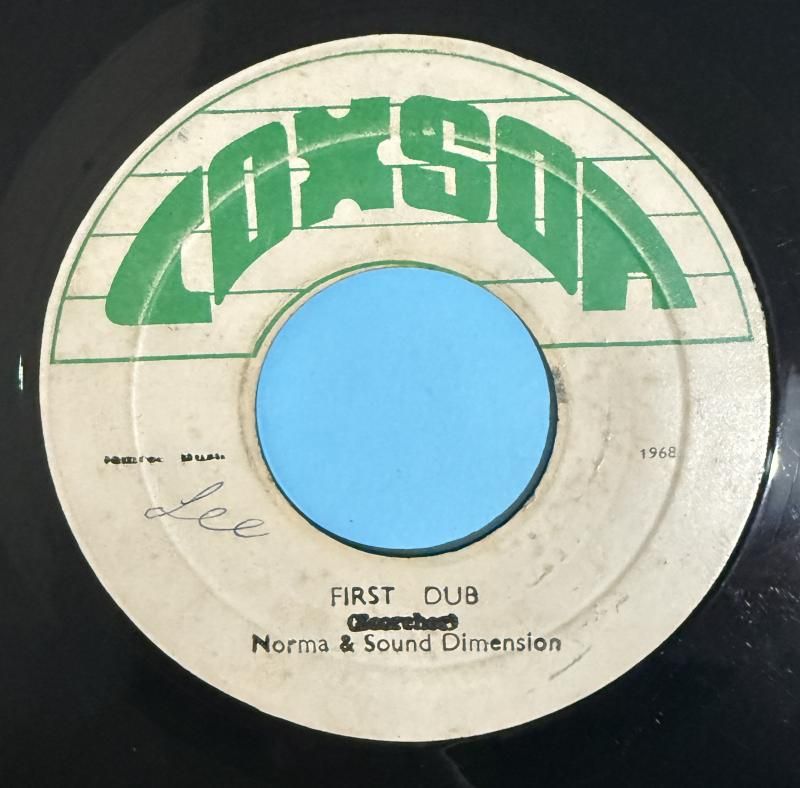 COXSON
1968
Lee
FIRST DUB
Norma & Sound Dimension